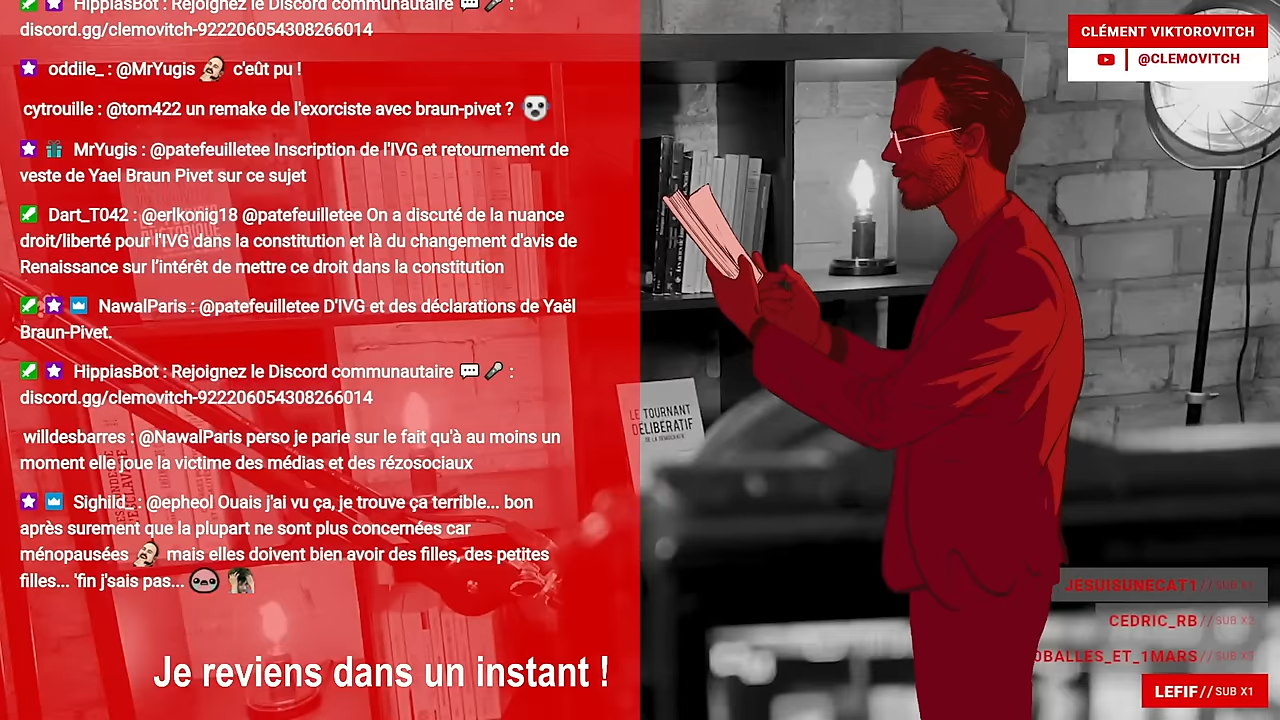 HippiasBot : Rejoignez le Discord communautaire :
discord.gg/clemovitch-922206054308266014
oddile_ : @MrYugis c'eût pu !
cytrouille : @tom422 un remake de l'exorciste avec braun-pivet ?
MrYugis : @patefeuilletee Inscription de l'IVG et retournement de
veste de Yael Braun Pivet sur ce sujet
Dart_T042 : @erlkonig18 @patefeuilletee On a discuté de la nuance
droit/liberté pour l'IVG dans la constitution et là du changement d'avis de
Renaissance sur l'intérêt de mettre ce droit dans la constitution
NawalParis : @patefeuilletee D'IVG et des déclarations de Yaël
Braun-Pivet.
HippiasBot : Rejoignez le Discord communautaire :
discord.gg/clemovitch-922206054308266014
willdesbarres : @NawalParis perso je parie sur le fait qu'à au moins un
moment elle joue la victime des médias et des rézosociaux
Sighild_ : @epheol Ouais j'ai vu ça, je trouve ça terrible... bon
après surement que la plupart ne sont plus concernées car
ménopausées mais elles doivent bien avoir des filles, des petites
filles... 'fin j'sais pas...
Je reviens dans un instant !
CLÉMENT VIKTOROVITCH
@CLEMOVITCH
LE TOURNANT
DÉLIBERATIF
DE LA DÉMOCRATIE
JESUISUNECAT1// SUB
CEDRIC_RB// SUB X2
0BALLES_ET_1MARS// SUB
LEFIF// SUB X1